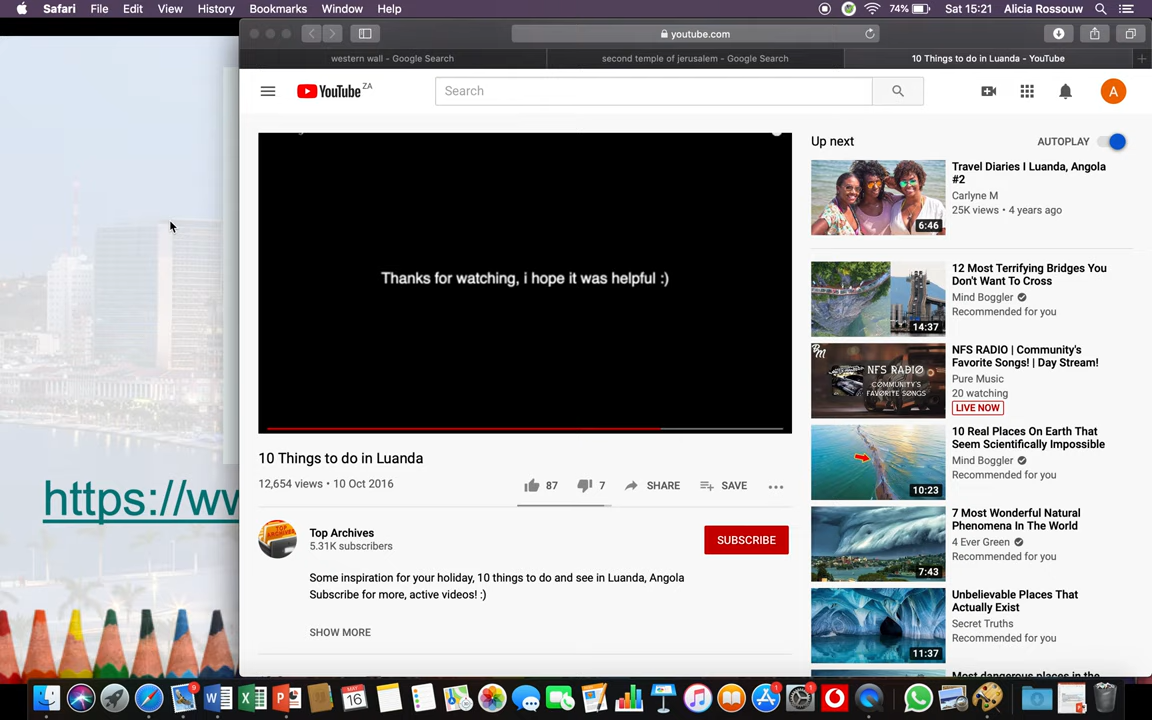 Safari File Edit View History Bookmarks Window Help 74% Sat 15:21 Alicia Rossouw
youtube.com
western wall - Google Search second temple of jerusalem - Google Search 10 Things to do in Luanda - YouTube
YouTube ZA
Search
A
Thanks for watching, i hope it was helpful :)
10 Things to do in Luanda
12,654 views • 10 Oct 2016
87 7 SHARE SAVE
Top Archives
5.31K subscribers
SUBSCRIBE
Some inspiration for your holiday, 10 things to do and see in Luanda, Angola
Subscribe for more, active videos! :)
SHOW MORE
Up next AUTOPLAY
Travel Diaries I Luanda, Angola
#2
Carlyne M
25K views • 4 years ago
6:46
12 Most Terrifying Bridges You
Don't Want To Cross
Mind Boggler
Recommended for you
14:37
NFS RADIO | Community's
Favorite Songs! | Day Stream!
Pure Music
20 watching
LIVE NOW
NFS RADIO
COMMUNITY'S
FAVORITE SONGS
10 Real Places On Earth That
Seem Scientifically Impossible
Mind Boggler
Recommended for you
10:23
7 Most Wonderful Natural
Phenomena In The World
4 Ever Green
Recommended for you
7:43
Unbelievable Places That
Actually Exist
Secret Truths
Recommended for you
11:37
https://w
MAY
16